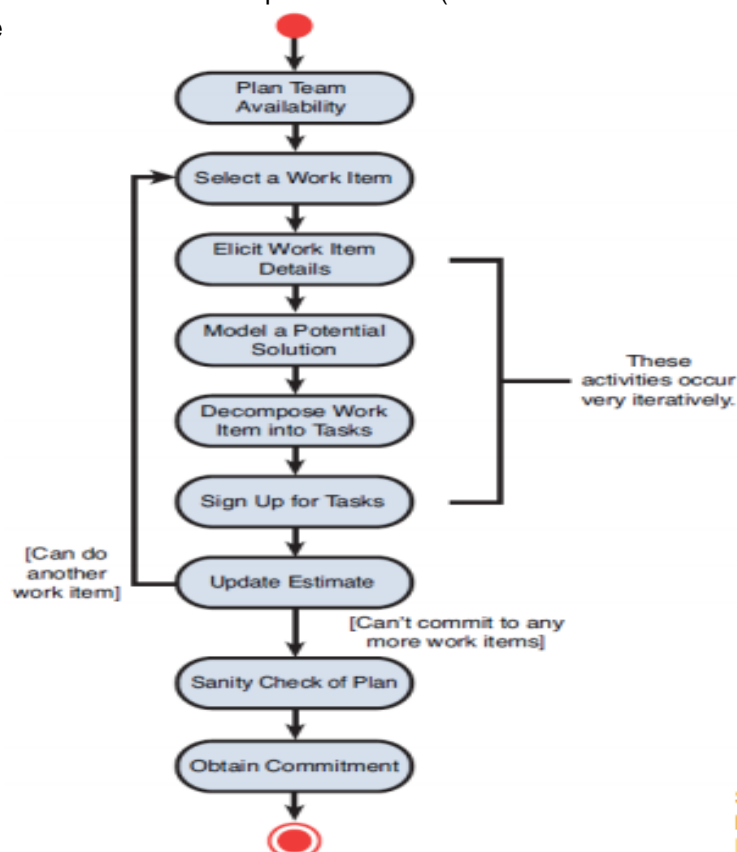 Plan Team
Availability
Select a Work Item
Elicit Work Item
Details
Model a Potential
Solution
These
activities occur
very iteratively.
Decompose Work
Item into Tasks
Sign Up for Tasks
[Can do
another
work item]
Update Estimate
[Can't commit to any
more work items]
Sanity Check of Plan
Obtain Commitment